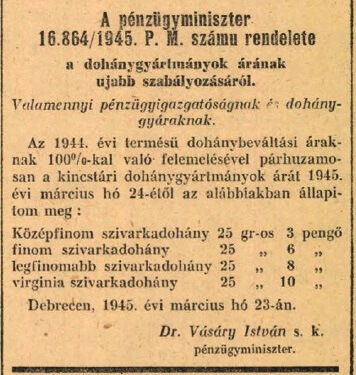 A pénzügyminiszter
16.864/1945. P. M. számu rendelete
a dohánygyártmányok árának
ujabb szabályozásáról.
Valamennyi pénzügyigazgatóságnak és dohány-
gyáraknak.
Az 1944. évi termésü dohánybeváltási árak-
nak 100%-kal való felemelésével párhuzamo-
san a kincstári dohánygyártmányok árát 1945.
évi március hó 24-étől az alábbiakban állapi-
tom meg :
Középfinom szivarkadohány 25 gr-os 3 pengő
finom szivarkadohány 25 „ 6 „
legfinomabb szivarkadohány 25 „ 8 „
virginia szivarkadohány 25 „ 10 „
Debrecen, 1945. évi március hó 23-án.
Dr. Vásáry István s. k.
pénzügyminiszter.